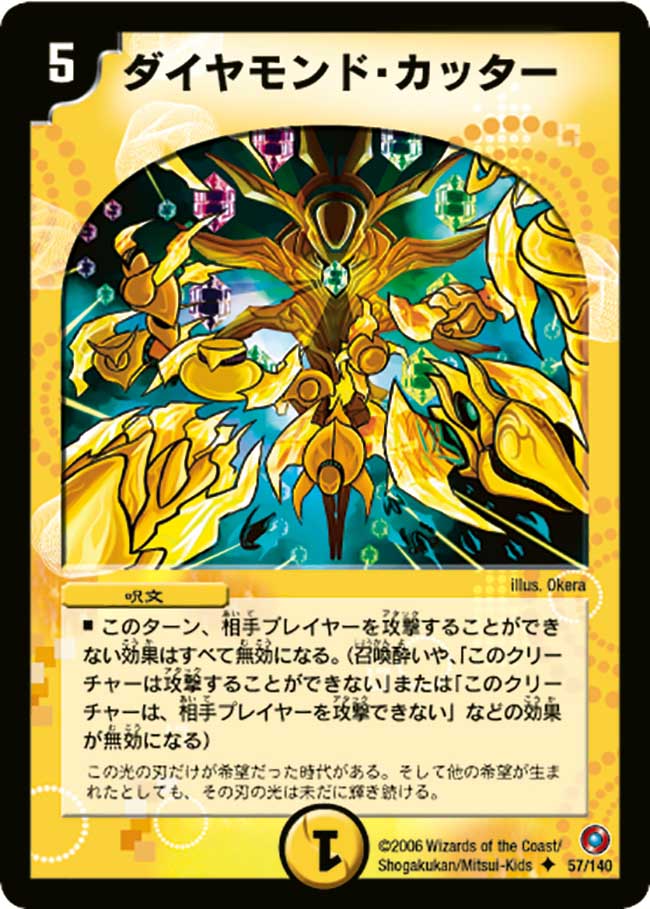 5
ダイヤモンド・カッター
illus. Okera
呪文
■ このターン、相手プレイヤーを攻撃することができ
ない効果はすべて無効になる。(召喚酔いや、「このクリー
チャーは攻撃することができない」または「このクリー
チャーは、相手プレイヤーを攻撃できない」などの効果
が無効になる)
この光の刃だけが希望だった時代がある。そして他の希望が生ま
れたとしても、その刃の光は未だに輝き続ける。
1
©2006 Wizards of the Coast/
Shogakukan/Mitsui-Kids ♦ 57/140